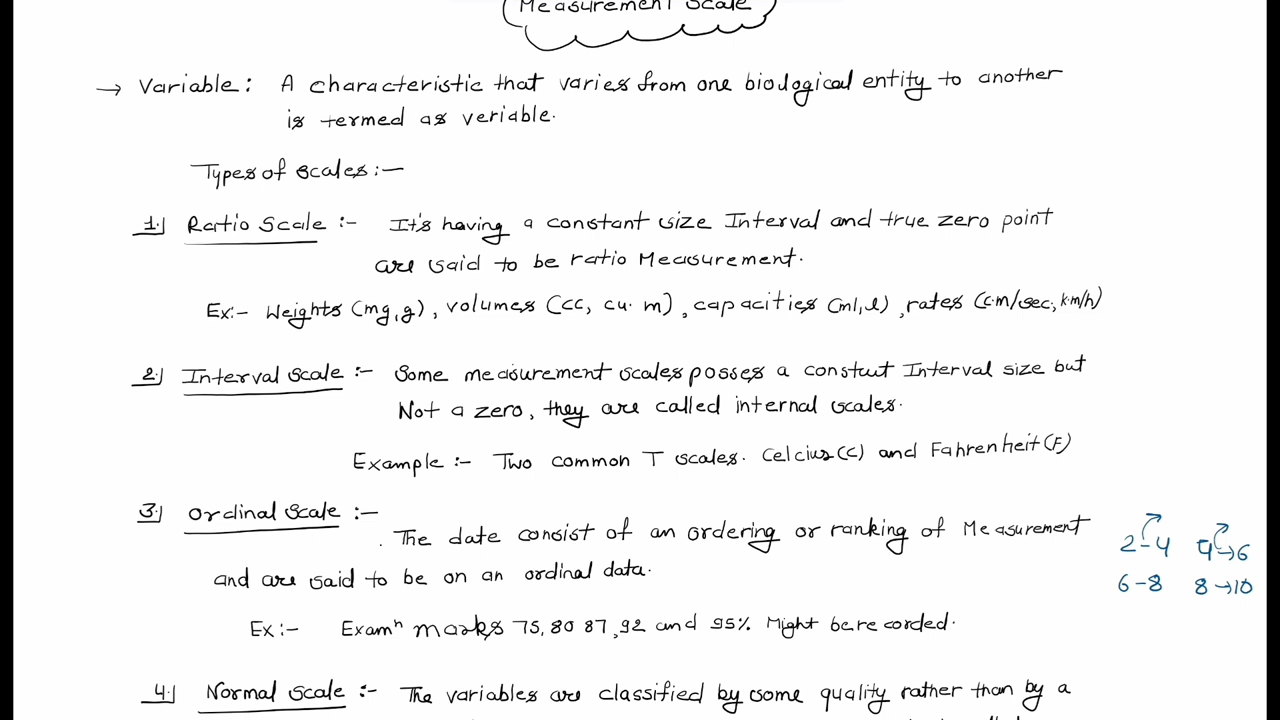 Measurement Scale
→ Variable: A characteristic that varies from one biological entity to another
is termed as veriable.
Types of scales:-
1.] Ratio Scale :- It's having a constant size Interval and true zero point
are said to be ratio Measurement.
Ex:- Weights (mg,g), volumes (cc, cu. m), capacities (ml, l), rates (c.m/sec, k.m/h)
2.] Interval scale :- Some measurement scales posses a constut Interval size but
Not a zero, they are called internal scales.
Example :- Two common T scales. Celcius (C) and Fahrenheit (F)
3.] Ordinal scale :-
The date consist of an ordering or ranking of Measurement
2-4 4→6
and are said to be on an ordinal data.
6-8 8→10
Ex:- Examⁿ marks 75, 80 87, 92 and 95% Might be re corded.
4.] Normal scale :- The variables are classified by some quality rather than by a